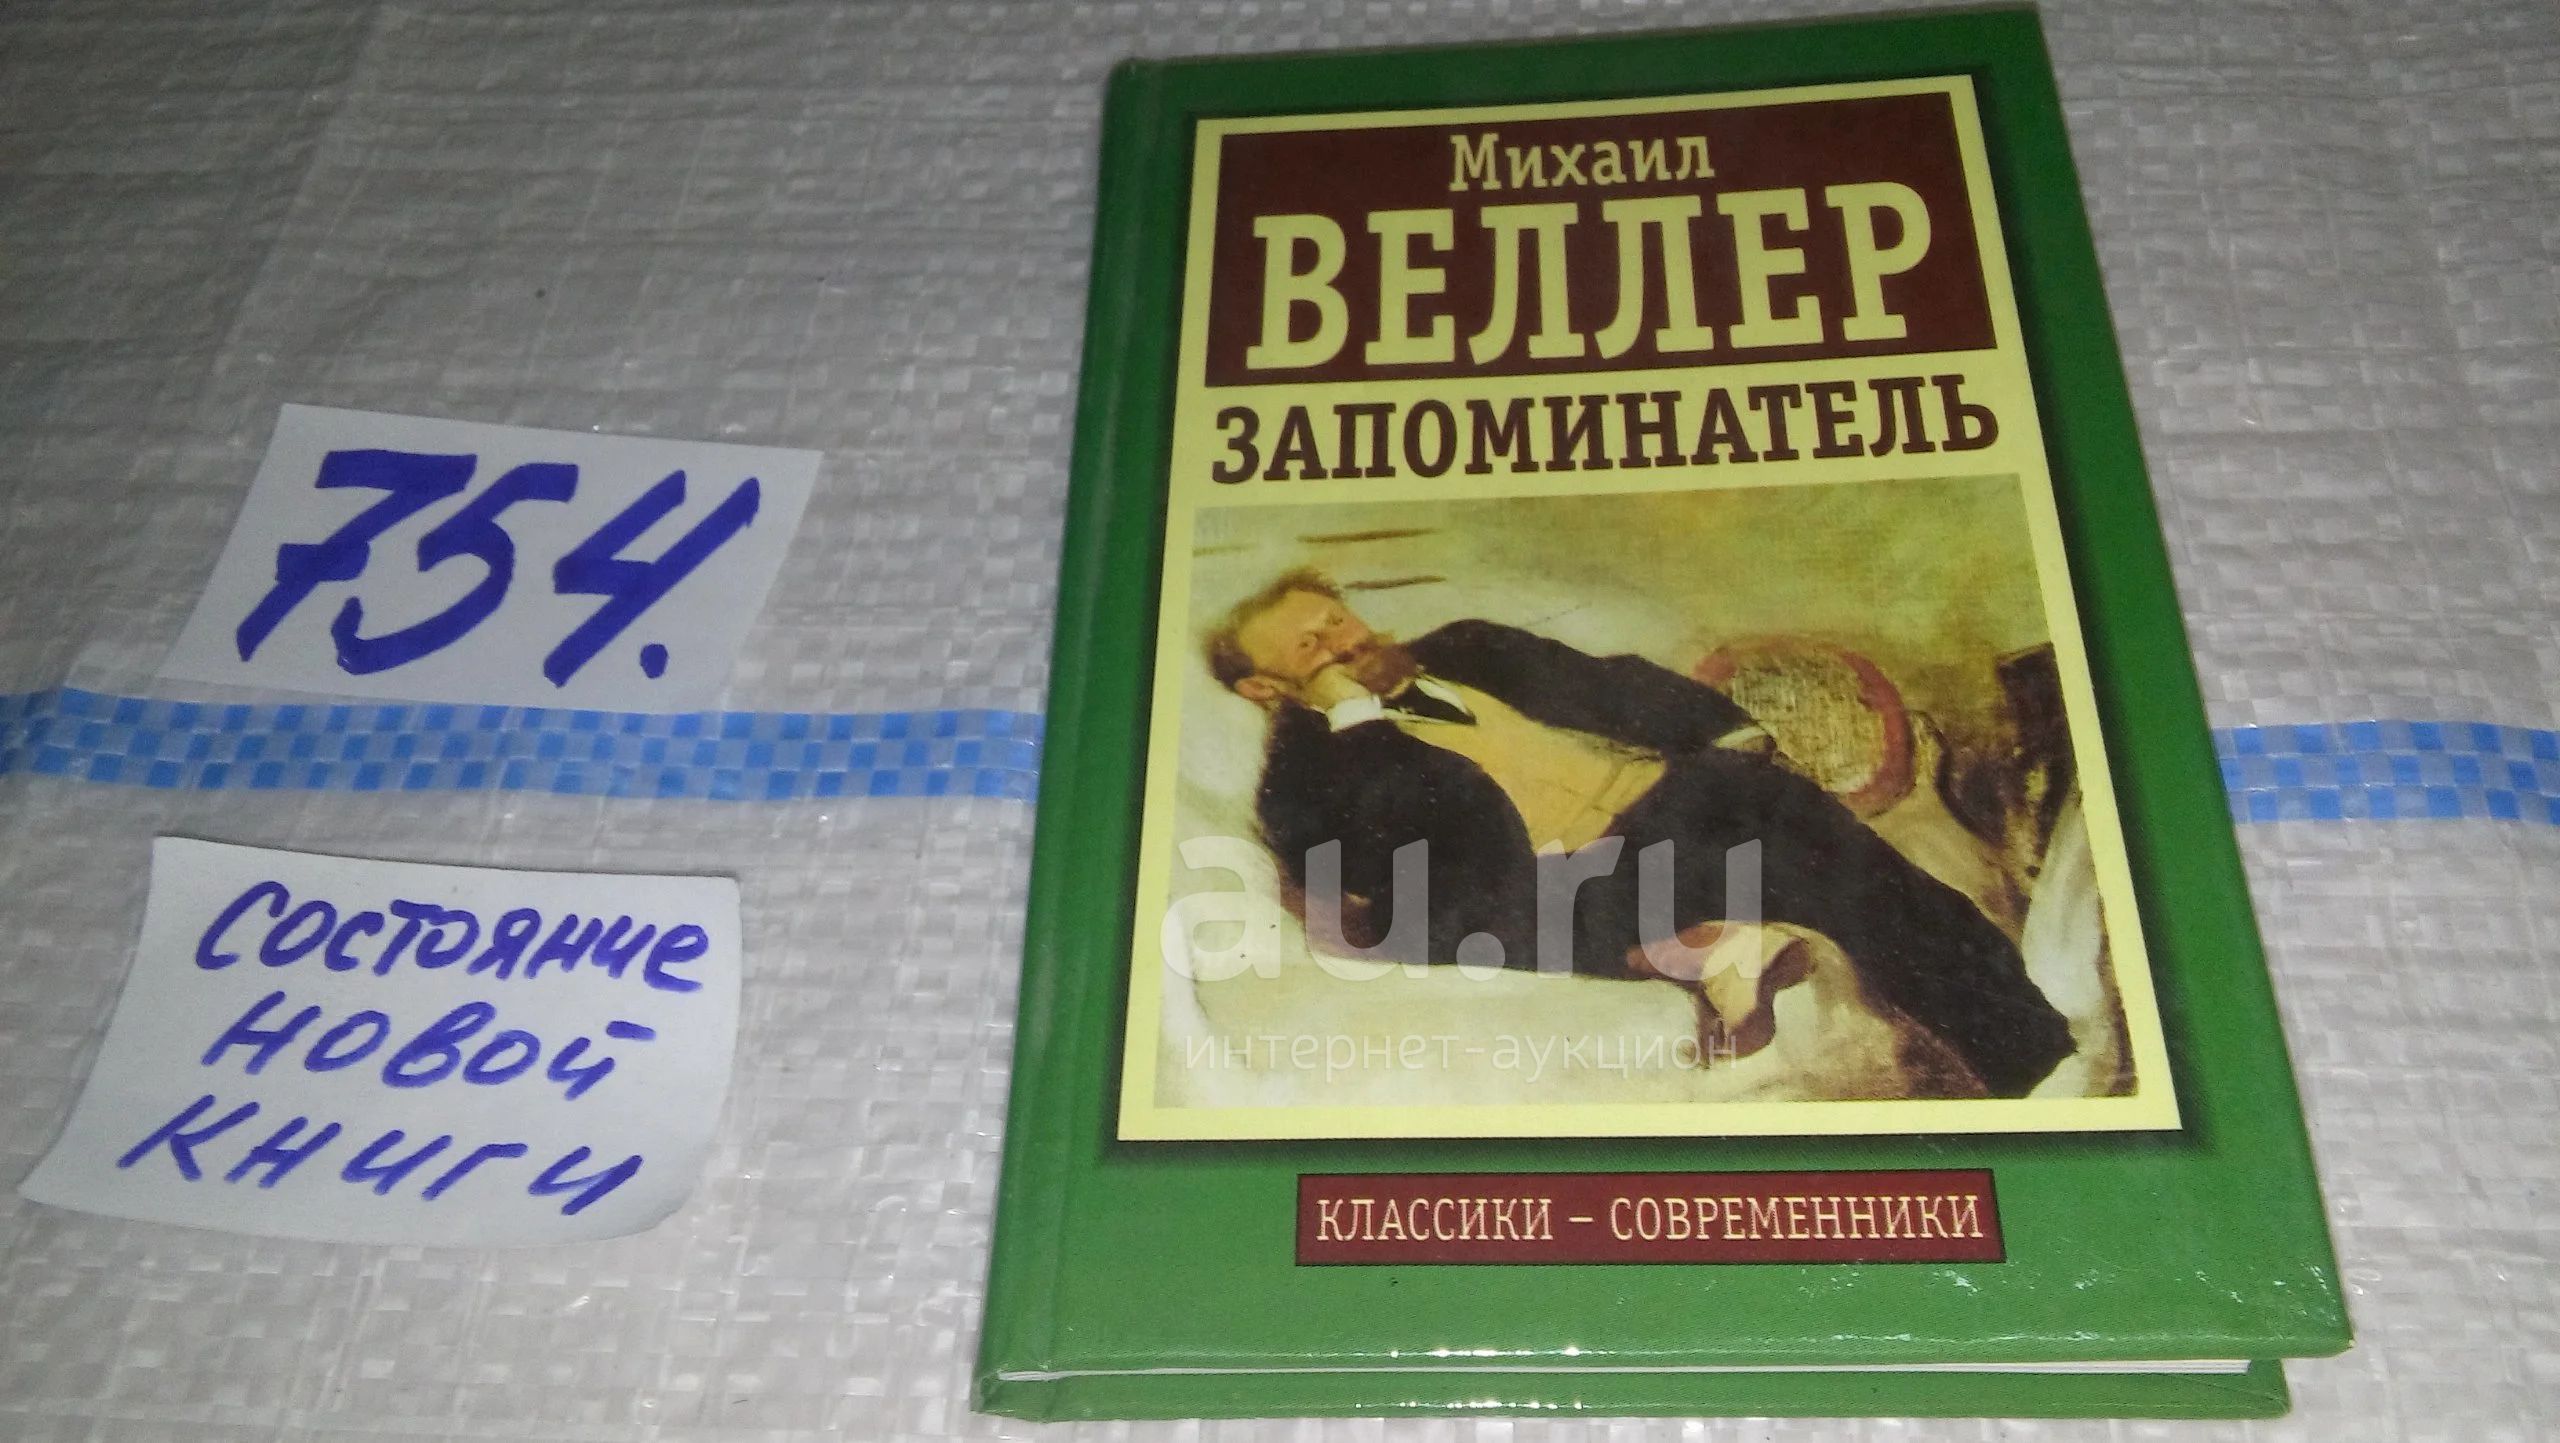 754.
состояние
новой
книги
Михаил
ВЕЛЛЕР
ЗАПОМИНАТЕЛЬ
au.ru
интернет-аукцион
КЛАССИКИ – СОВРЕМЕННИКИ